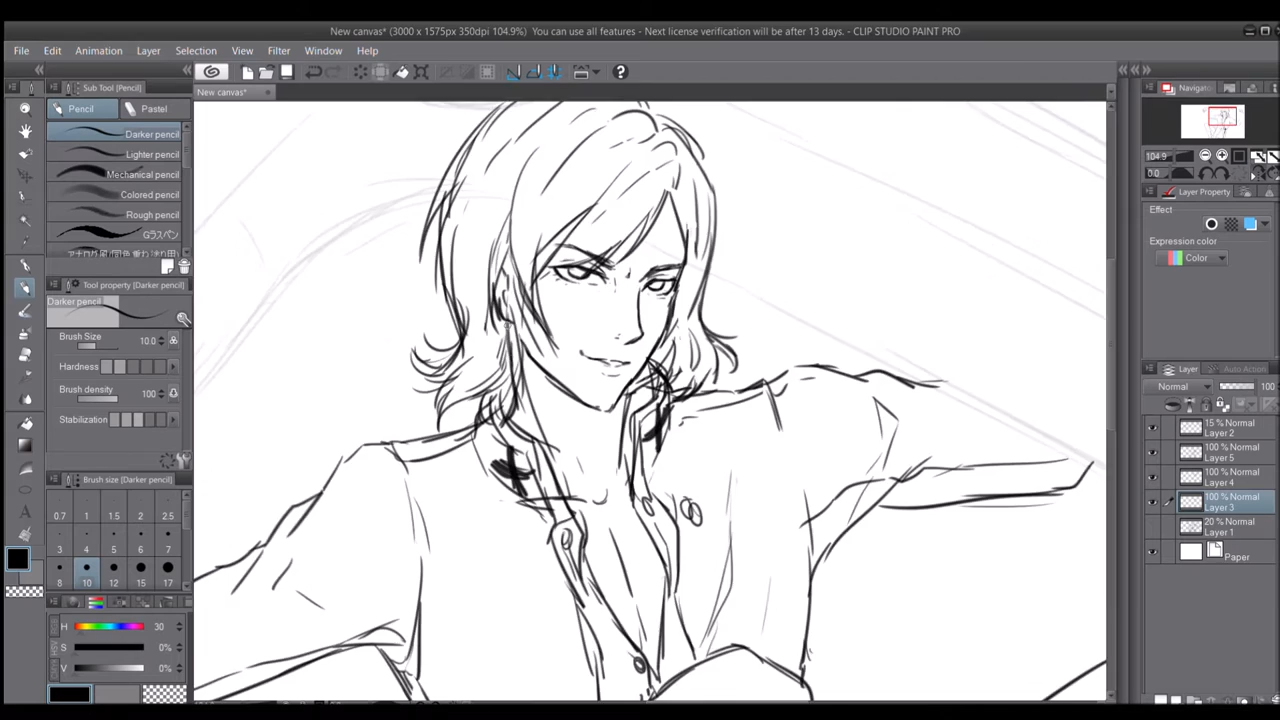 New canvas* (3000 x 1575px 350dpi 104.9%) You can use all features - Next license verification will be after 13 days. - CLIP STUDIO PAINT PRO
File Edit Animation Layer Selection View Filter Window Help
Sub Tool [Pencil]
New canvas*
Navigator
Pencil Pastel
Darker pencil
Lighter pencil
Mechanical pencil
Colored pencil
Rough pencil
Gラスペン
104.9
0.0
Layer Property
Effect
Expression color
Color
Tool property [Darker pencil]
Darker pencil
Brush Size 10.0
Hardness
Brush density 100
Stabilization
Layer Auto Action
Normal 100
15 % Normal
Layer 2
100 % Normal
Layer 5
100 % Normal
Layer 4
100 % Normal
Layer 3
20 % Normal
Layer 1
Paper
Brush size [Darker pencil]
0.7 1 1.5 2 2.5
3 4 5 6 7
8 10 12 15 17
H 30
S 0%
V 0%